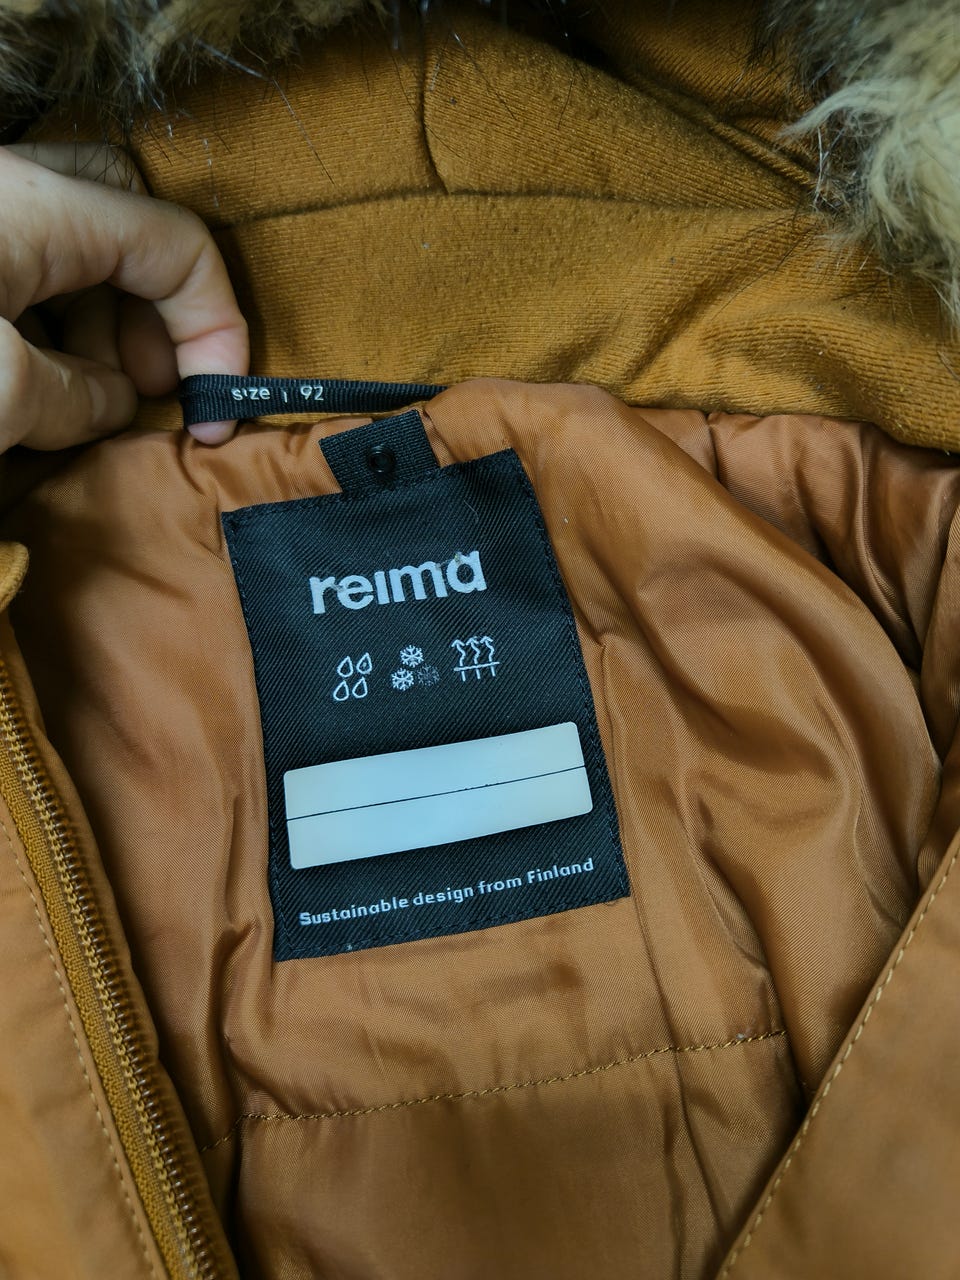 size | 92
reima
Sustainable design from Finland